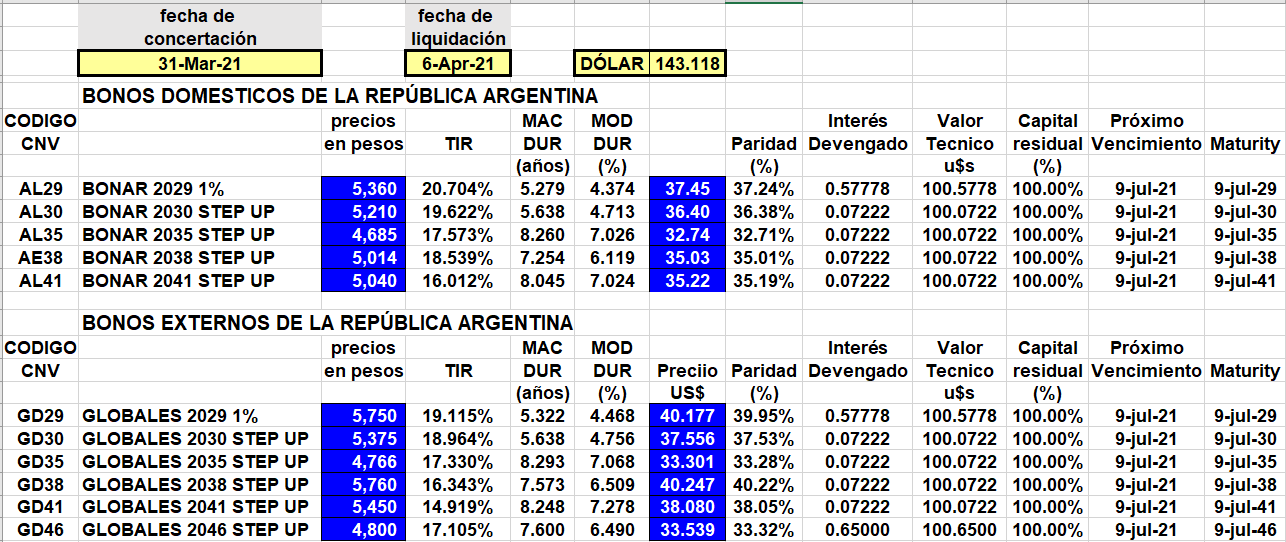 fecha de fecha de
concertación liquidación
31-Mar-21 6-Apr-21 DÓLAR 143.118
BONOS DOMESTICOS DE LA REPÚBLICA ARGENTINA
CODIGO precios MAC MOD Interés Valor Capital Próximo
CNV en pesos TIR DUR DUR Paridad Devengado Tecnico residual Vencimiento Maturity
(años) (%) (%) u$s (%)
AL29 BONAR 2029 1% 5,360 20.704% 5.279 4.374 37.45 37.24% 0.57778 100.5778 100.00% 9-jul-21 9-jul-29
AL30 BONAR 2030 STEP UP 5,210 19.622% 5.638 4.713 36.40 36.38% 0.07222 100.0722 100.00% 9-jul-21 9-jul-30
AL35 BONAR 2035 STEP UP 4,685 17.573% 8.260 7.026 32.74 32.71% 0.07222 100.0722 100.00% 9-jul-21 9-jul-35
AE38 BONAR 2038 STEP UP 5,014 18.539% 7.254 6.119 35.03 35.01% 0.07222 100.0722 100.00% 9-jul-21 9-jul-38
AL41 BONAR 2041 STEP UP 5,040 16.012% 8.045 7.024 35.22 35.19% 0.07222 100.0722 100.00% 9-jul-21 9-jul-41
BONOS EXTERNOS DE LA REPÚBLICA ARGENTINA
CODIGO precios MAC MOD Interés Valor Capital Próximo
CNV en pesos TIR DUR DUR Preciio Paridad Devengado Tecnico residual Vencimiento Maturity
(años) (%) US$ (%) u$s (%)
GD29 GLOBALES 2029 1% 5,750 19.115% 5.322 4.468 40.177 39.95% 0.57778 100.5778 100.00% 9-jul-21 9-jul-29
GD30 GLOBALES 2030 STEP UP 5,375 18.964% 5.638 4.756 37.556 37.53% 0.07222 100.0722 100.00% 9-jul-21 9-jul-30
GD35 GLOBALES 2035 STEP UP 4,766 17.330% 8.293 7.068 33.301 33.28% 0.07222 100.0722 100.00% 9-jul-21 9-jul-35
GD38 GLOBALES 2038 STEP UP 5,760 16.343% 7.573 6.509 40.247 40.22% 0.07222 100.0722 100.00% 9-jul-21 9-jul-38
GD41 GLOBALES 2041 STEP UP 5,450 14.919% 8.248 7.278 38.080 38.05% 0.07222 100.0722 100.00% 9-jul-21 9-jul-41
GD46 GLOBALES 2046 STEP UP 4,800 17.105% 7.600 6.490 33.539 33.32% 0.65000 100.6500 100.00% 9-jul-21 9-jul-46